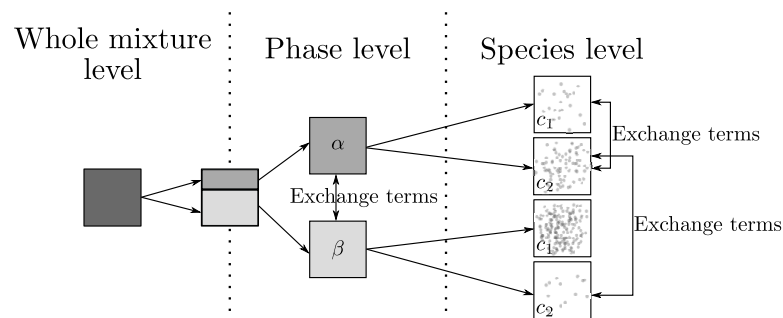 Whole mixture
level
Phase level
Species level
α
Exchange terms
β
c1
c2
c1
c2
Exchange terms
Exchange terms